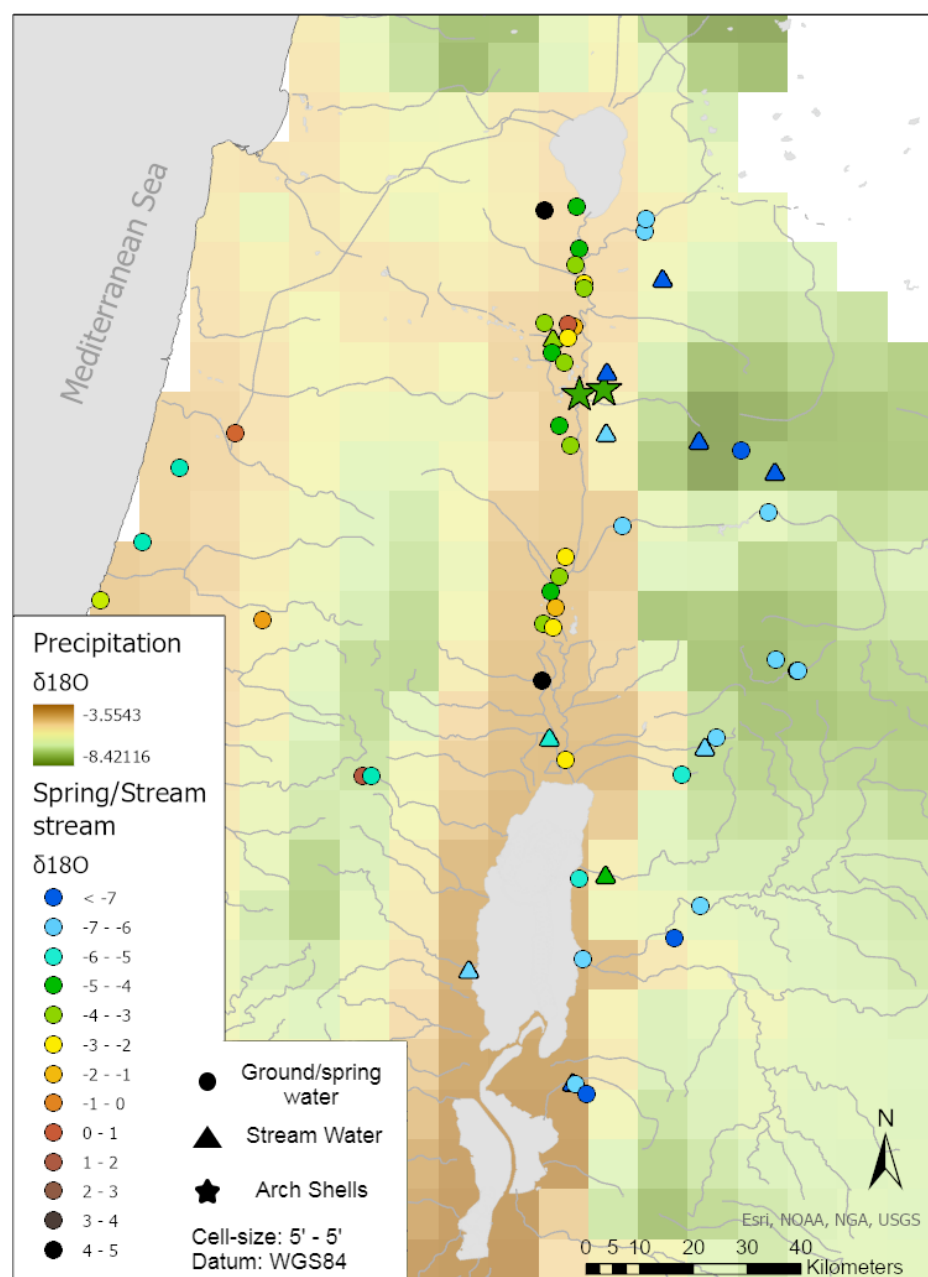 Mediterranean Sea
Precipitation
δ18O
-3.5543
-8.42116
Spring/Stream
stream
δ18O
< -7
-7 - -6
-6 - -5
-5 - -4
-4 - -3
-3 - -2
-2 - -1
-1 - 0
0 - 1
1 - 2
2 - 3
3 - 4
4 - 5
Ground/spring
water
Stream Water
Arch Shells
Cell-size: 5' - 5'
Datum: WGS84
N
Esri, NOAA, NGA, USGS
0 5 10 20 30 40
Kilometers